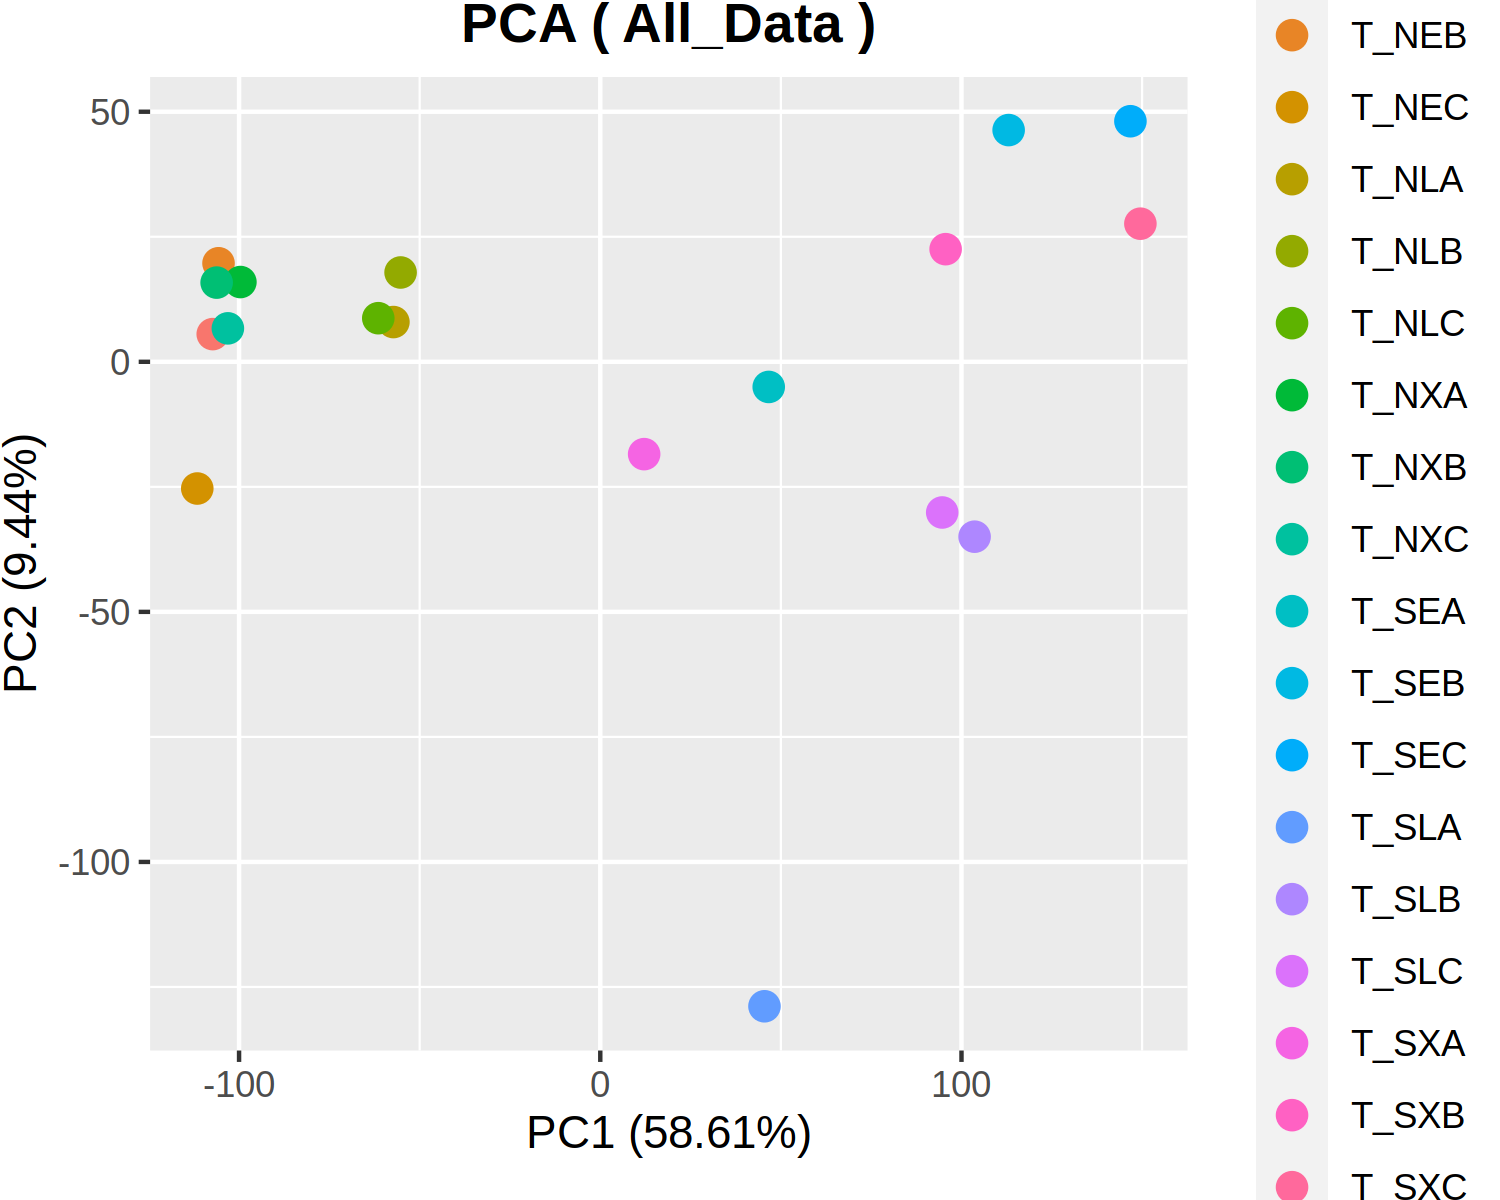 PCA ( All_Data )
50
0
-50
-100
PC2 (9.44%)
-100
0
100
PC1 (58.61%)
T_NEB
T_NEC
T_NLA
T_NLB
T_NLC
T_NXA
T_NXB
T_NXC
T_SEA
T_SEB
T_SEC
T_SLA
T_SLB
T_SLC
T_SXA
T_SXB
T_SXC